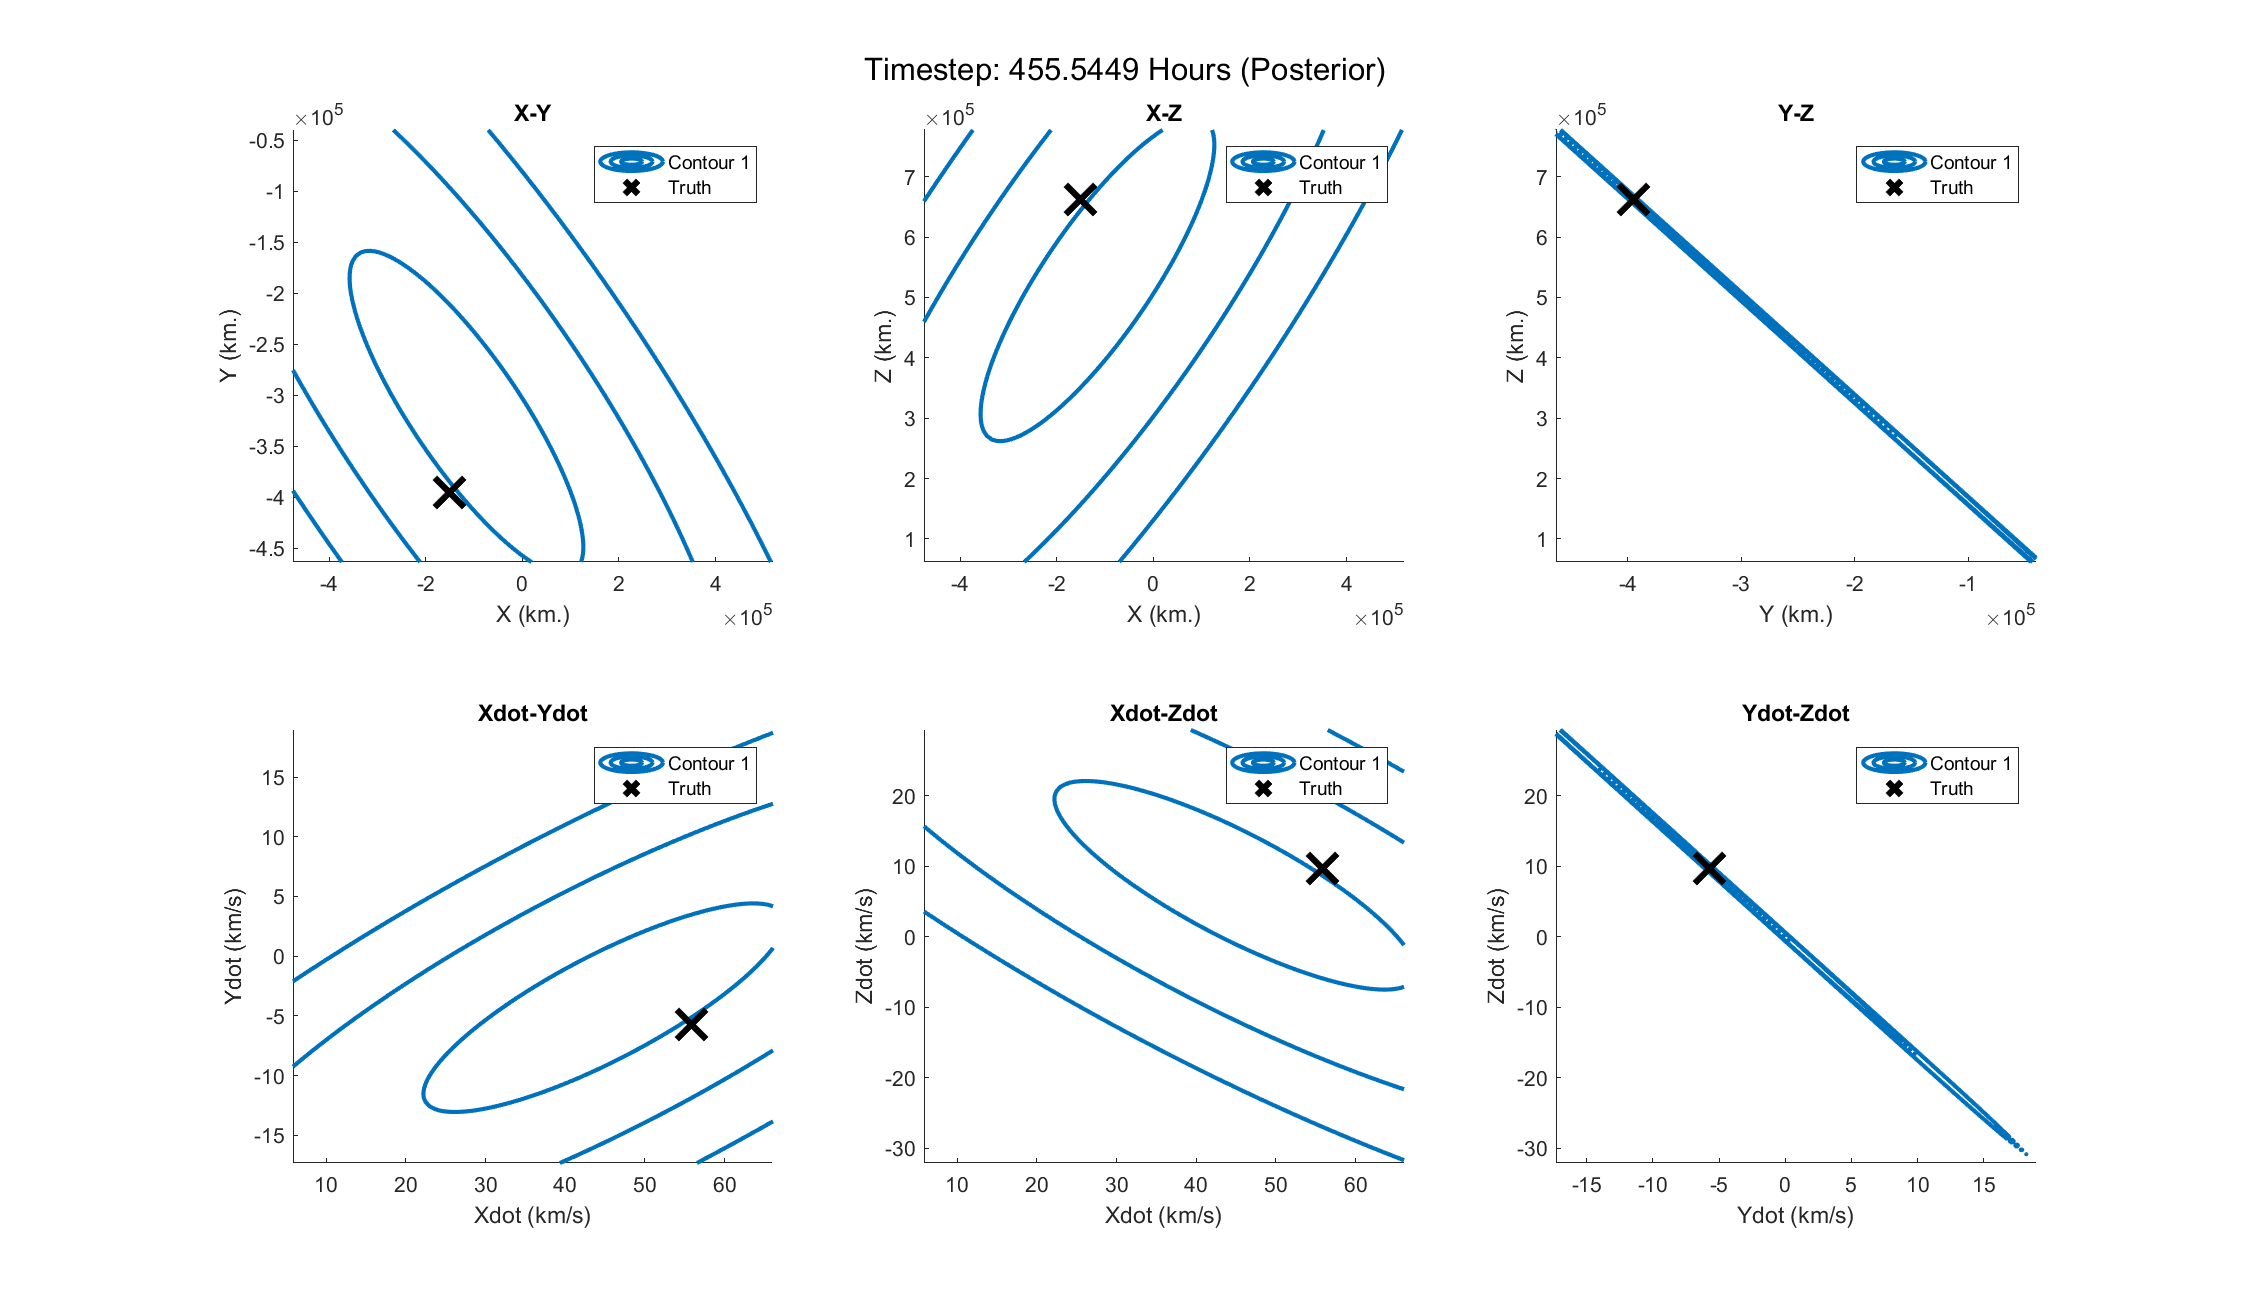 Timestep: 455.5449 Hours (Posterior)
X-Y
×10^5
-0.5
-1
-1.5
-2
-2.5
-3
-3.5
-4
-4.5
Y (km.)
-4 -2 0 2 4
X (km.)
×10^5
Contour 1
Truth
X-Z
×10^5
7
6
5
4
3
2
1
Z (km.)
-4 -2 0 2 4
X (km.)
×10^5
Contour 1
Truth
Y-Z
×10^5
7
6
5
4
3
2
1
Z (km.)
-4 -3 -2 -1
Y (km.)
×10^5
Contour 1
Truth
Xdot-Ydot
15
10
5
0
-5
-10
-15
Ydot (km/s)
10 20 30 40 50 60
Xdot (km/s)
Contour 1
Truth
Xdot-Zdot
20
10
0
-10
-20
-30
Zdot (km/s)
10 20 30 40 50 60
Xdot (km/s)
Contour 1
Truth
Ydot-Zdot
20
10
0
-10
-20
-30
Zdot (km/s)
-15 -10 -5 0 5 10 15
Ydot (km/s)
Contour 1
Truth